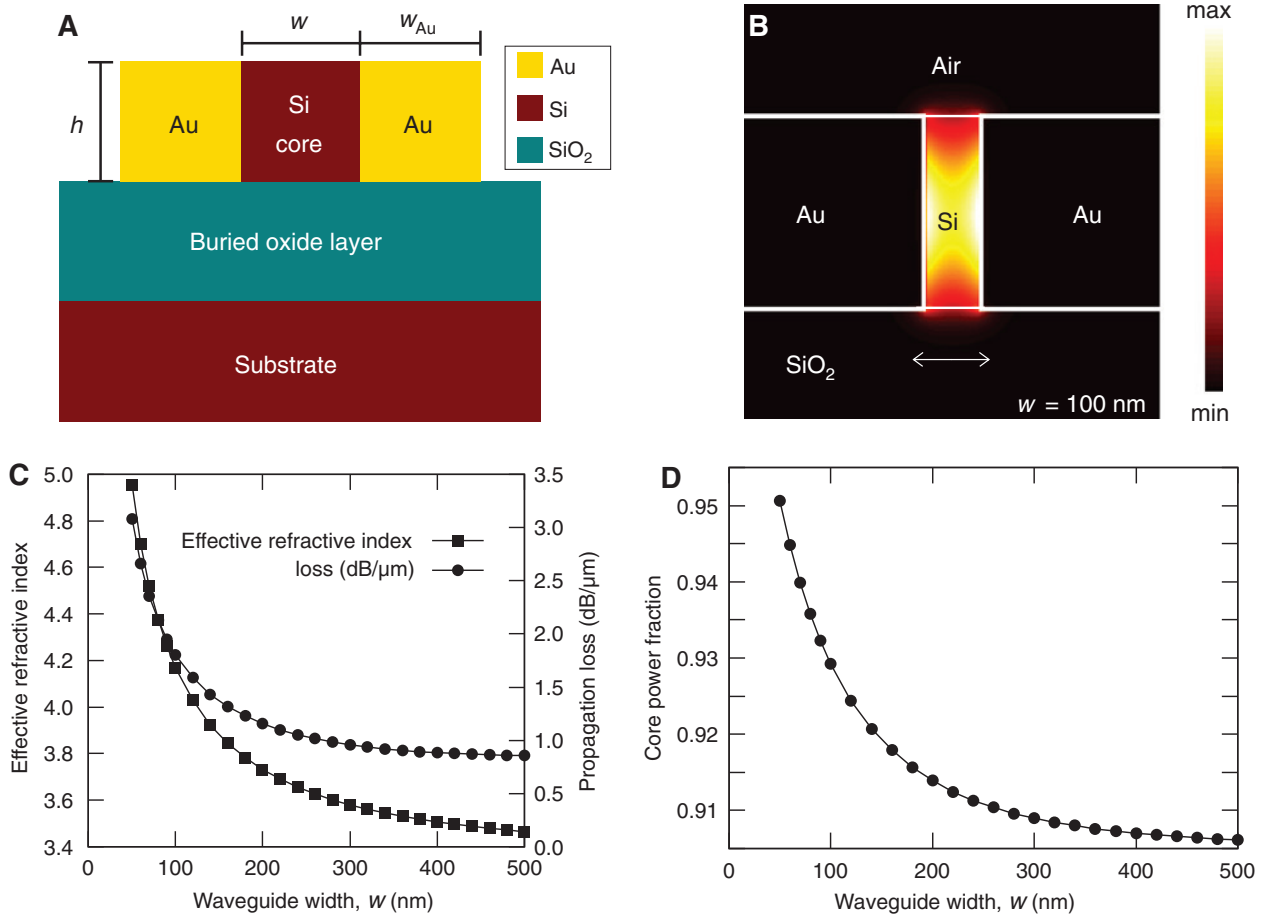 A
w
w_Au
h
Au
Si
core
Au
Au
Si
SiO₂
Buried oxide layer
Substrate
B
Air
Au
Si
Au
SiO₂
w = 100 nm
max
min
C
Effective refractive index
5.0
4.8
4.6
4.4
4.2
4.0
3.8
3.6
3.4
Effective refractive index
loss (dB/μm)
3.5
3.0
2.5
2.0
1.5
1.0
0.5
0.0
Propagation loss (dB/μm)
0
100
200
300
400
500
Waveguide width, w (nm)
D
Core power fraction
0.95
0.94
0.93
0.92
0.91
0
100
200
300
400
500
Waveguide width, w (nm)